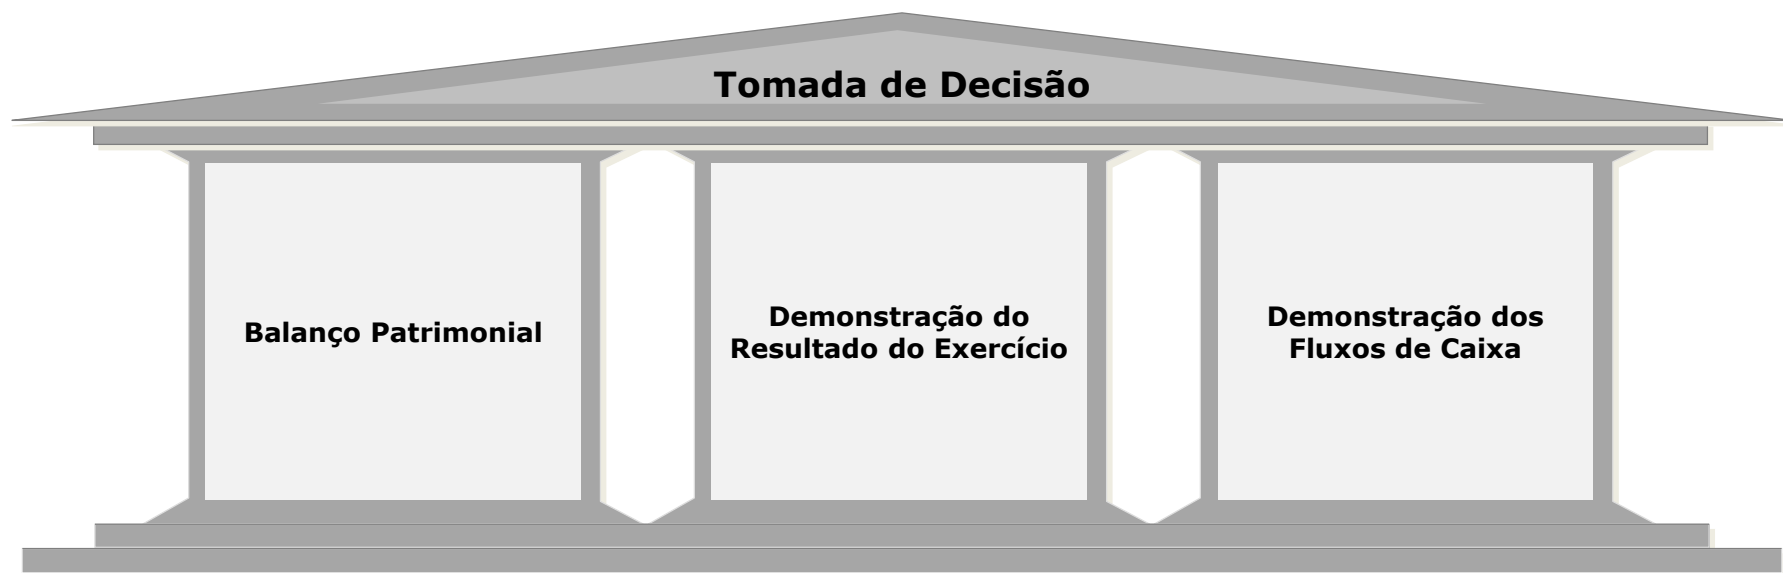 Tomada de Decisão
Balanço Patrimonial
Demonstração do
Resultado do Exercício
Demonstração dos
Fluxos de Caixa